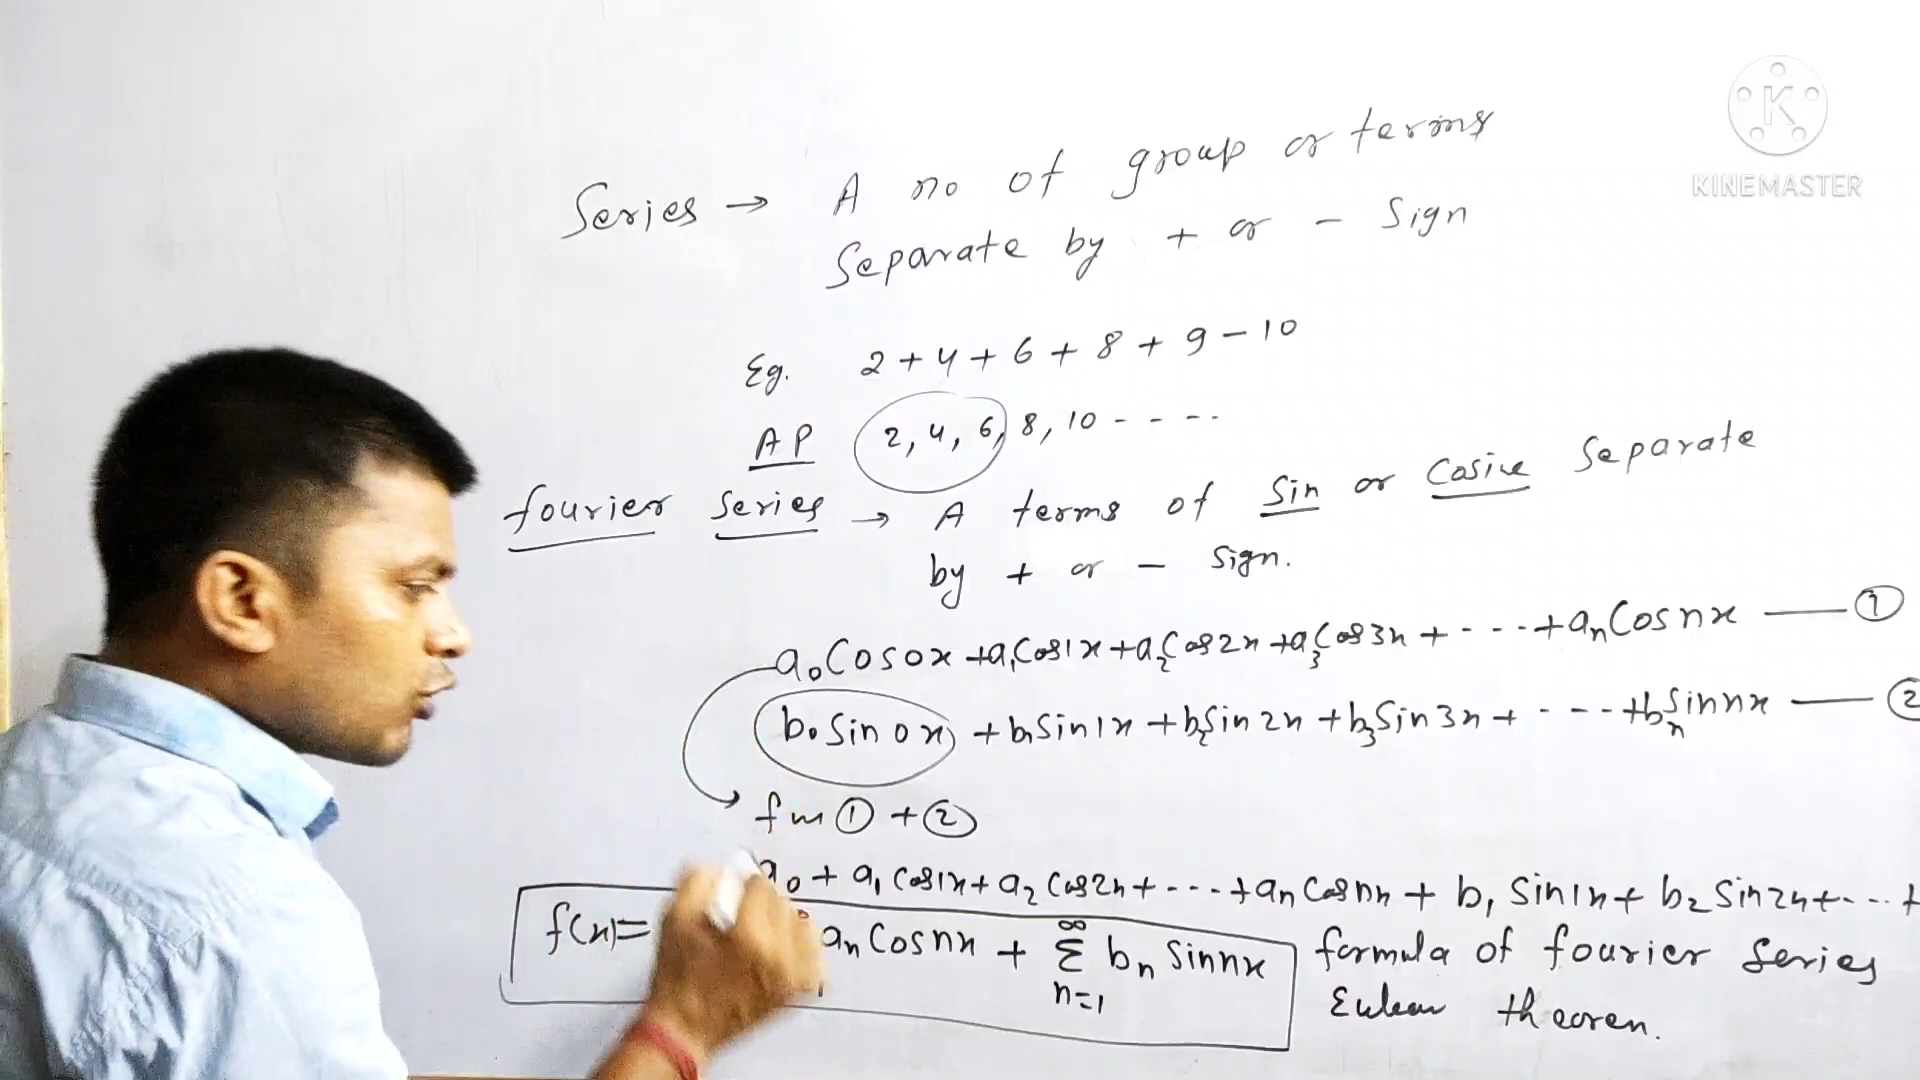 K
KINEMASTER
Series → A no of group or terms
Separate by + or - Sign
Eg. 2 + 4 + 6 + 8 + 9 - 10
AP 2, 4, 6, 8, 10 - - - -
fourier Series → A terms of Sin or Cosine Separate
by + or - Sign.
a₀Cos0x + a₁Cos1x + a₂Cos2x + a₃Cos3x + - - - + aₙCosnx — ①
b₀Sin0x + b₁Sin1x + b₂Sin2x + b₃Sin3x + - - - + bₙSinnx — ②
fm ① + ②
a₀ + a₁Cos1x + a₂Cos2x + - - - + aₙCosnx + b₁Sin1x + b₂Sin2x + - - - +
f(x) = aₙCosnx + ∞ Σ n=1 bₙ Sinnx formula of fourier Series
theoren.